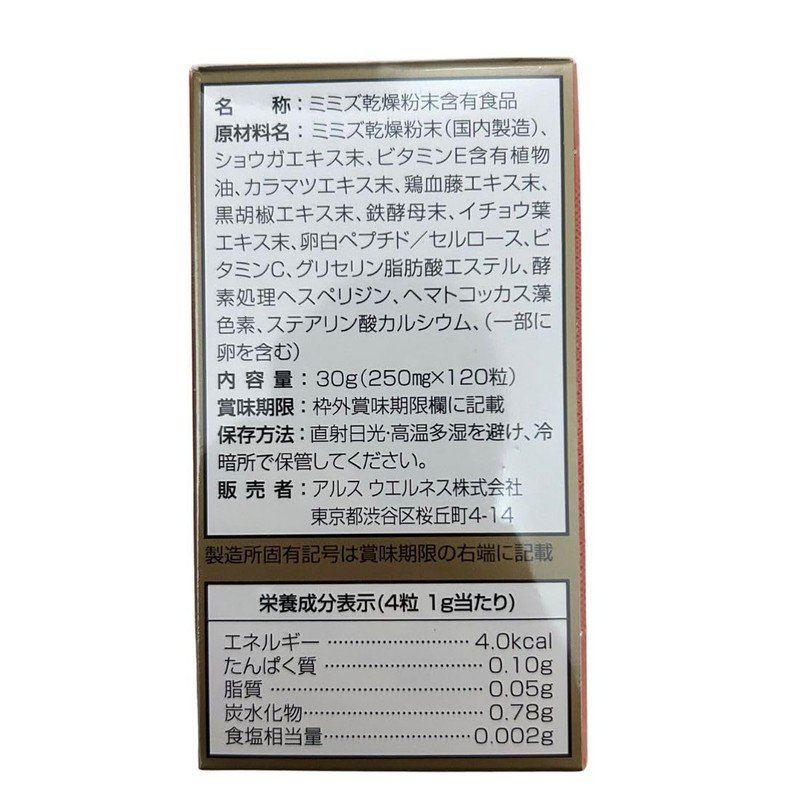 名　　称：ミミズ乾燥粉末含有食品
原材料名：ミミズ乾燥粉末（国内製造）、
ショウガエキス末、ビタミンE含有植物
油、カラマツエキス末、鶏血藤エキス末、
黒胡椒エキス末、鉄酵母末、イチョウ葉
エキス末、卵白ペプチド／セルロース、ビ
タミンC、グリセリン脂肪酸エステル、酵
素処理ヘスペリジン、ヘマトコッカス藻
色素、ステアリン酸カルシウム、（一部に
卵を含む）
内 容 量：30g（250mg×120粒）
賞味期限：枠外賞味期限欄に記載
保存方法：直射日光・高温多湿を避け、冷
暗所で保管してください。
販 売 者：アルス ウエルネス株式会社
東京都渋谷区桜丘町4-14
製造所固有記号は賞味期限の右端に記載
栄養成分表示（4粒 1g当たり）
エネルギー……………………4.0kcal
たんぱく質……………………0.10g
脂質……………………………0.05g
炭水化物………………………0.78g
食塩相当量……………………0.002g